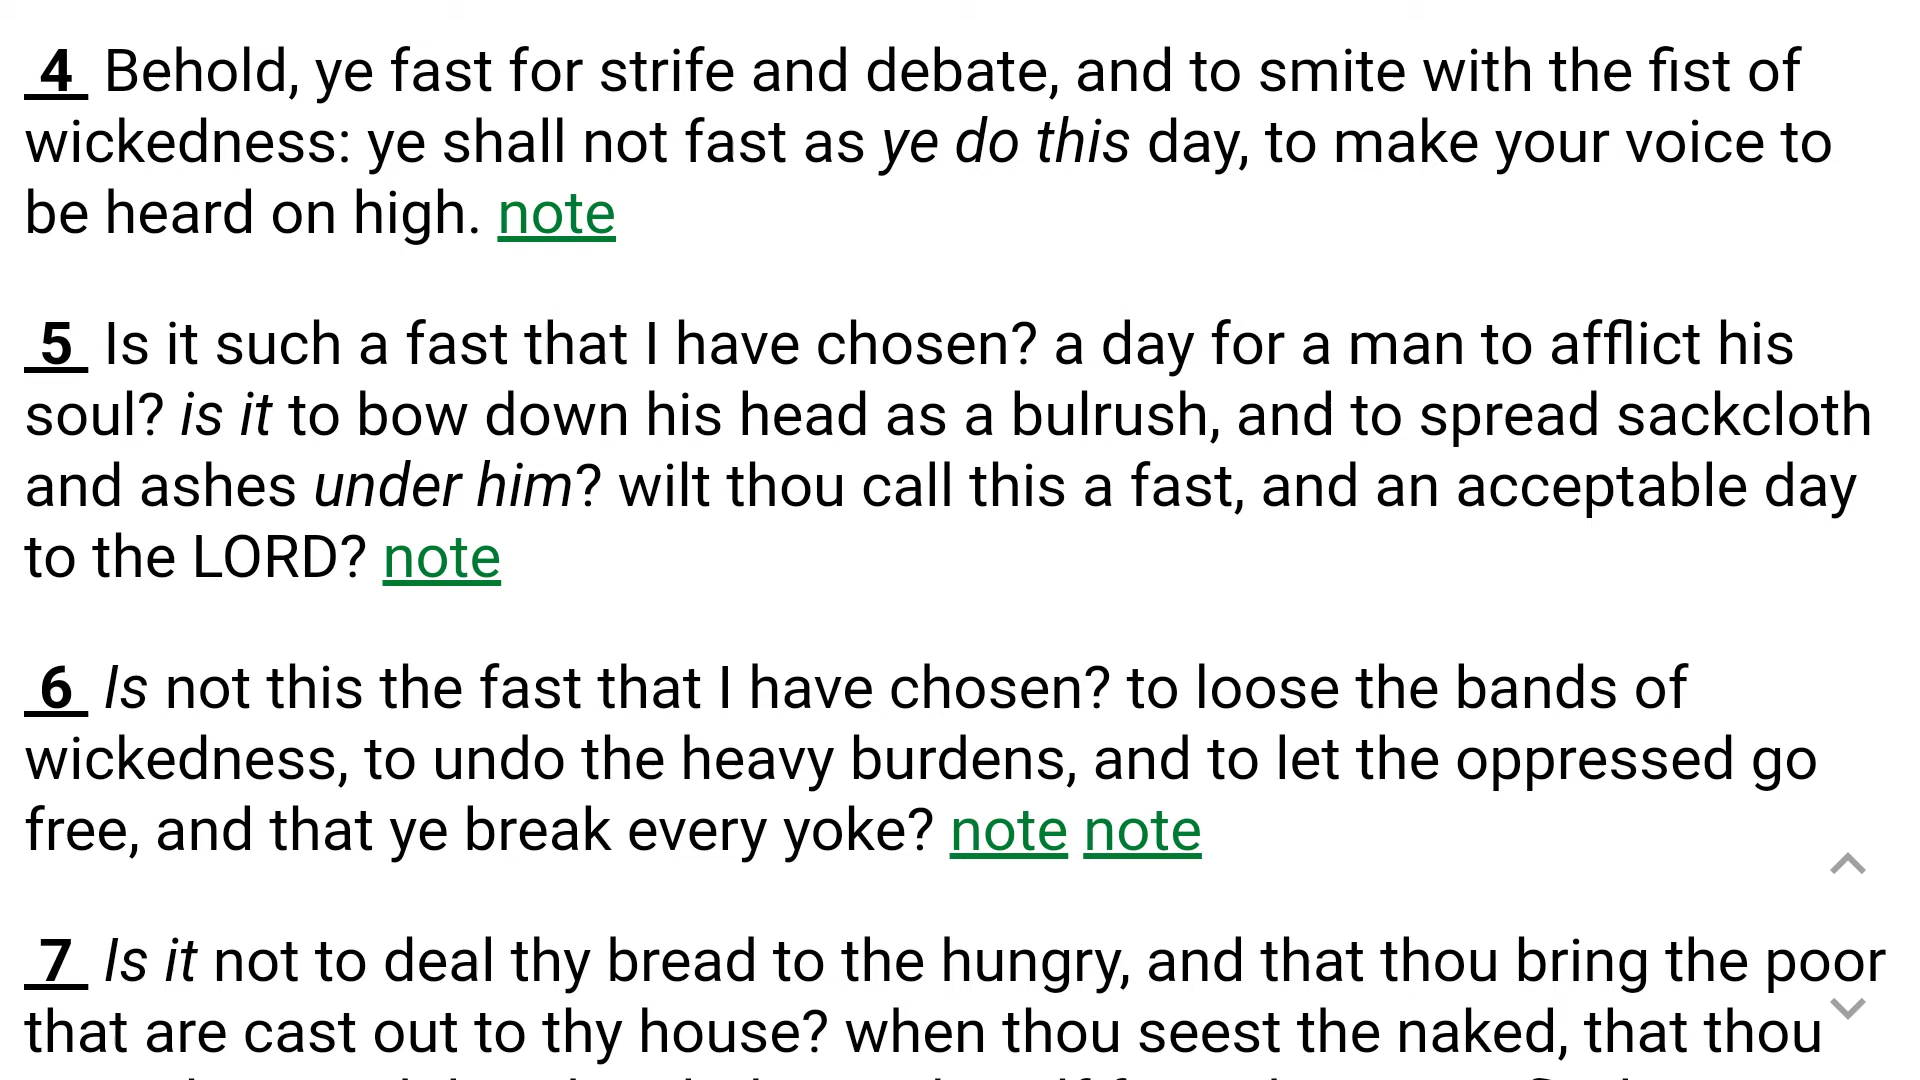 4 Behold, ye fast for strife and debate, and to smite with the fist of
wickedness: ye shall not fast as ye do this day, to make your voice to
be heard on high. note
5 Is it such a fast that I have chosen? a day for a man to afflict his
soul? is it to bow down his head as a bulrush, and to spread sackcloth
and ashes under him? wilt thou call this a fast, and an acceptable day
to the LORD? note
6 Is not this the fast that I have chosen? to loose the bands of
wickedness, to undo the heavy burdens, and to let the oppressed go
free, and that ye break every yoke? note note
7 Is it not to deal thy bread to the hungry, and that thou bring the poor
that are cast out to thy house? when thou seest the naked, that thou